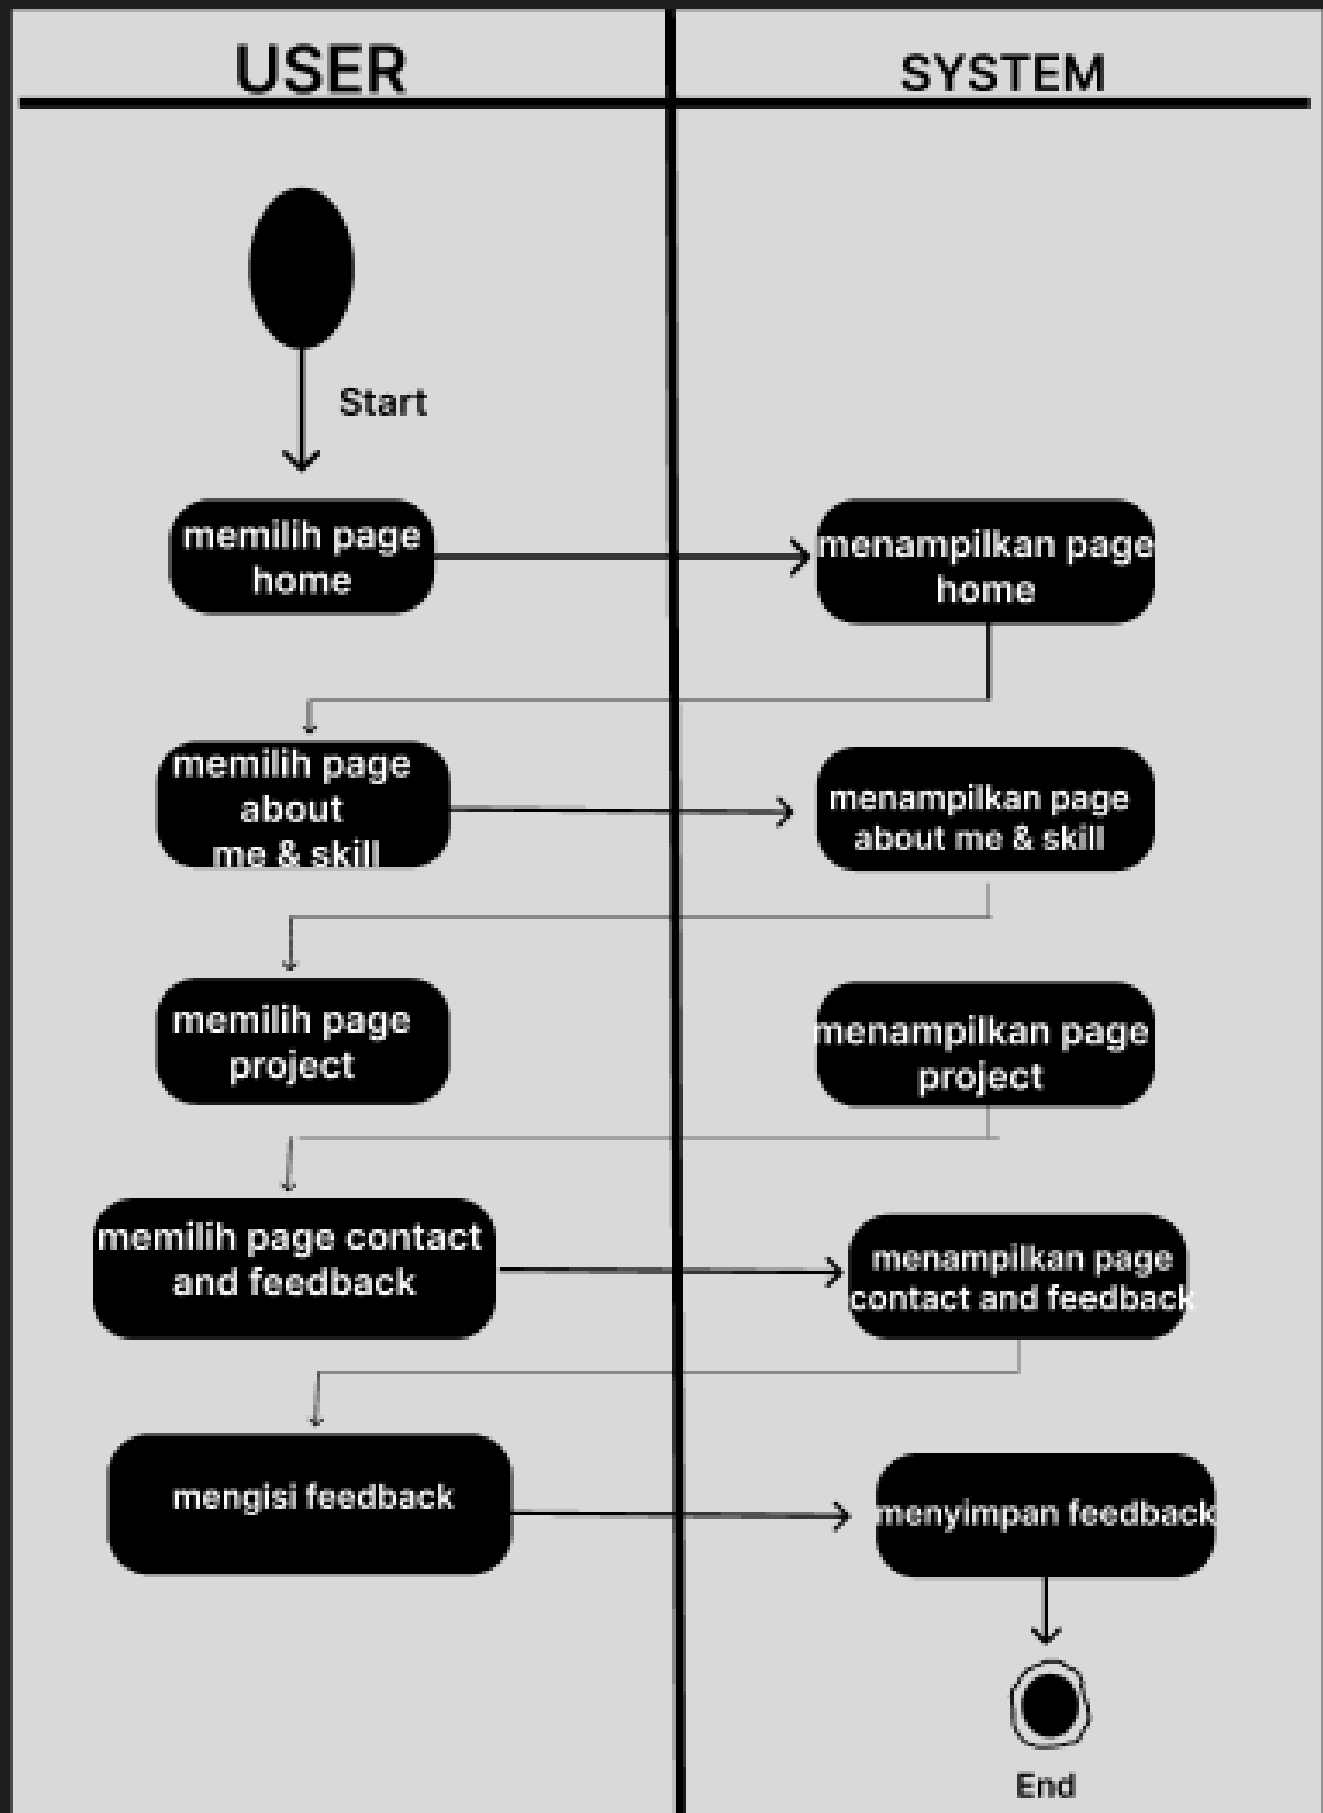 USER
SYSTEM
Start
memilih page
home
menampilkan page
home
memilih page
about
me & skill
menampilkan page
about me & skill
memilih page
project
menampilkan page
project
memilih page contact
and feedback
menampilkan page
contact and feedback
mengisi feedback
menyimpan feedback
End